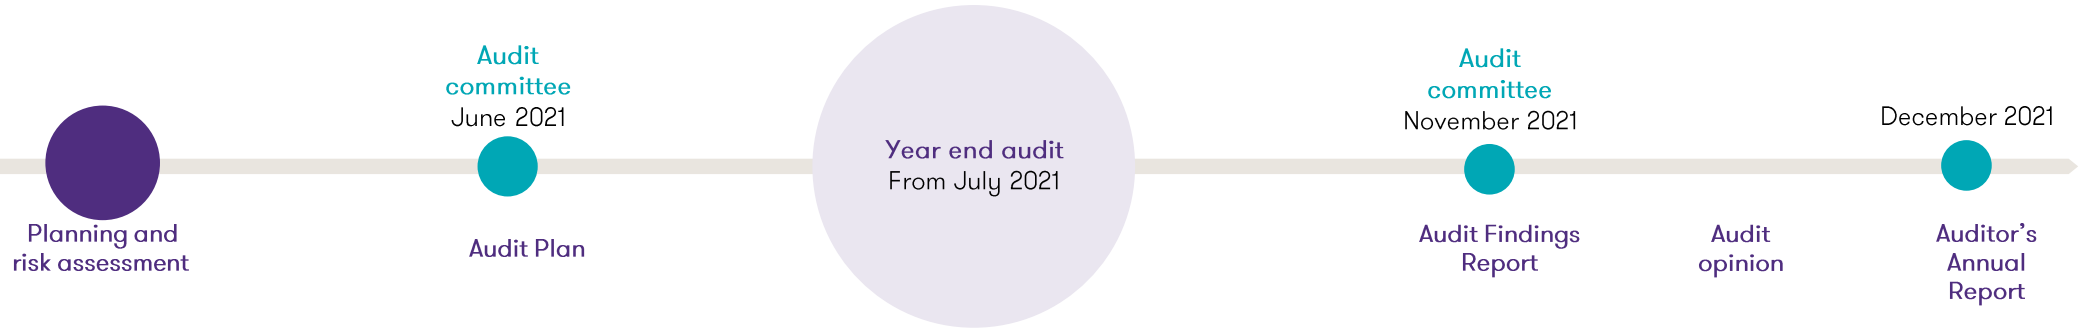 Planning and
risk assessment
Audit
committee
June 2021
Audit Plan
Year end audit
From July 2021
Audit
committee
November 2021
Audit Findings
Report
Audit
opinion
December 2021
Auditor's
Annual
Report